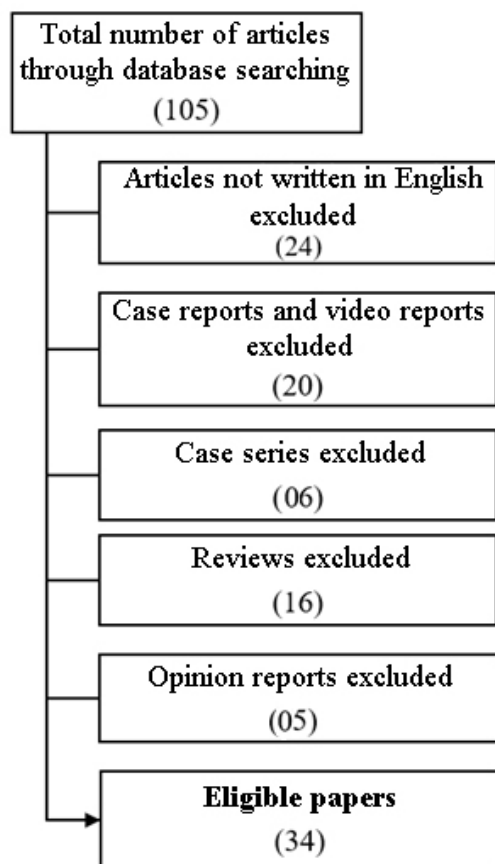 Total number of articles
through database searching
(105)
Articles not written in English
excluded
(24)
Case reports and video reports
excluded
(20)
Case series excluded
(06)
Reviews excluded
(16)
Opinion reports excluded
(05)
Eligible papers
(34)